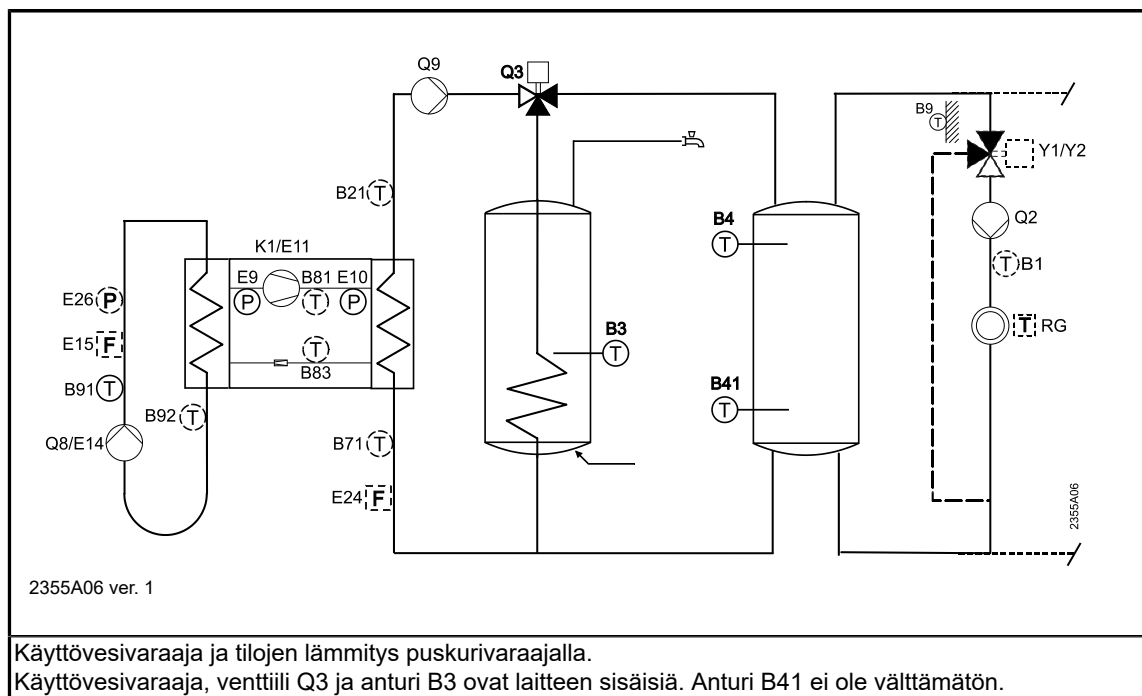 Q9
Q3
B9
T
Y1/Y2
B21
T
Q2
K1/E11
B4
T
T
B1
E9
B81
E10
E26
P
P
T
P
T
RG
E15
F
T
B3
T
B83
B91
T
B41
T
B92
T
Q8/E14
B71
T
E24
F
2355A06
2355A06 ver. 1
Käyttövesivaraaja ja tilojen lämmitys puskurivaraajalla.
Käyttövesivaraaja, venttiili Q3 ja anturi B3 ovat laitteen sisäisiä. Anturi B41 ei ole välttämätön.